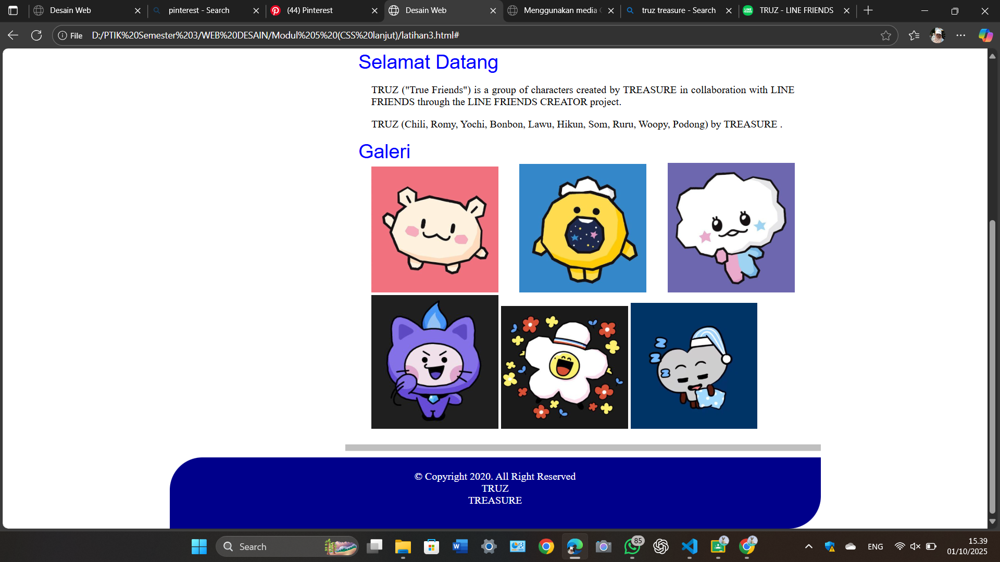 Desain Web
pinterest - Search
(44) Pinterest
Desain Web
Menggunakan media
truz treasure - Search
TRUZ - LINE FRIENDS
File
D:/PTIK%20Semester%203/WEB%20DESAIN/Modul%205%20(CSS%20lanjut)/latihan3.html#
Selamat Datang
TRUZ ("True Friends") is a group of characters created by TREASURE in collaboration with LINE
FRIENDS through the LINE FRIENDS CREATOR project.
TRUZ (Chili, Romy, Yochi, Bonbon, Lawu, Hikun, Som, Ruru, Woopy, Podong) by TREASURE .
Galeri
© Copyright 2020. All Right Reserved
TRUZ
TREASURE
Search
85
ENG
15.39
01/10/2025